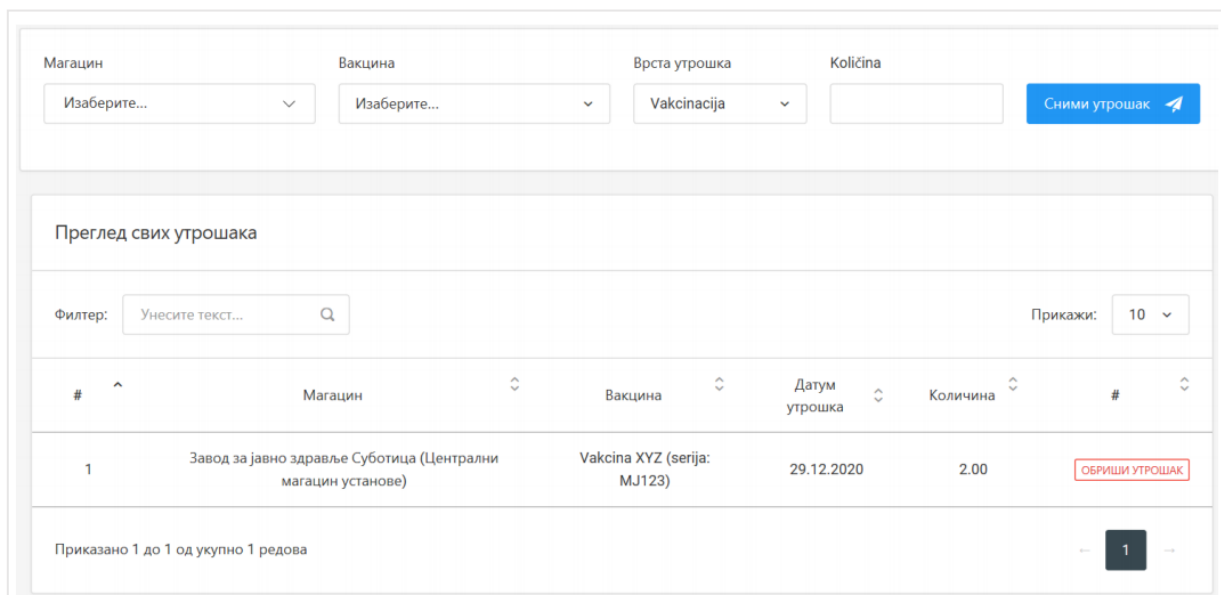 Магацин Вакцина Врста утрошка Količina
Изаберите... Изаберите... Vakcinacija Сними утрошак
Преглед свих утрошака
Филтер: Унесите текст... Прикажи: 10
# Магацин Вакцина Датум утрошка Количина #
1 Завод за јавно здравље Суботица (Централни магацин установе) Vakcina XYZ (serija: MJ123) 29.12.2020 2.00 ОБРИШИ УТРОШАК
Приказано 1 до 1 од укупно 1 редова ← 1 →